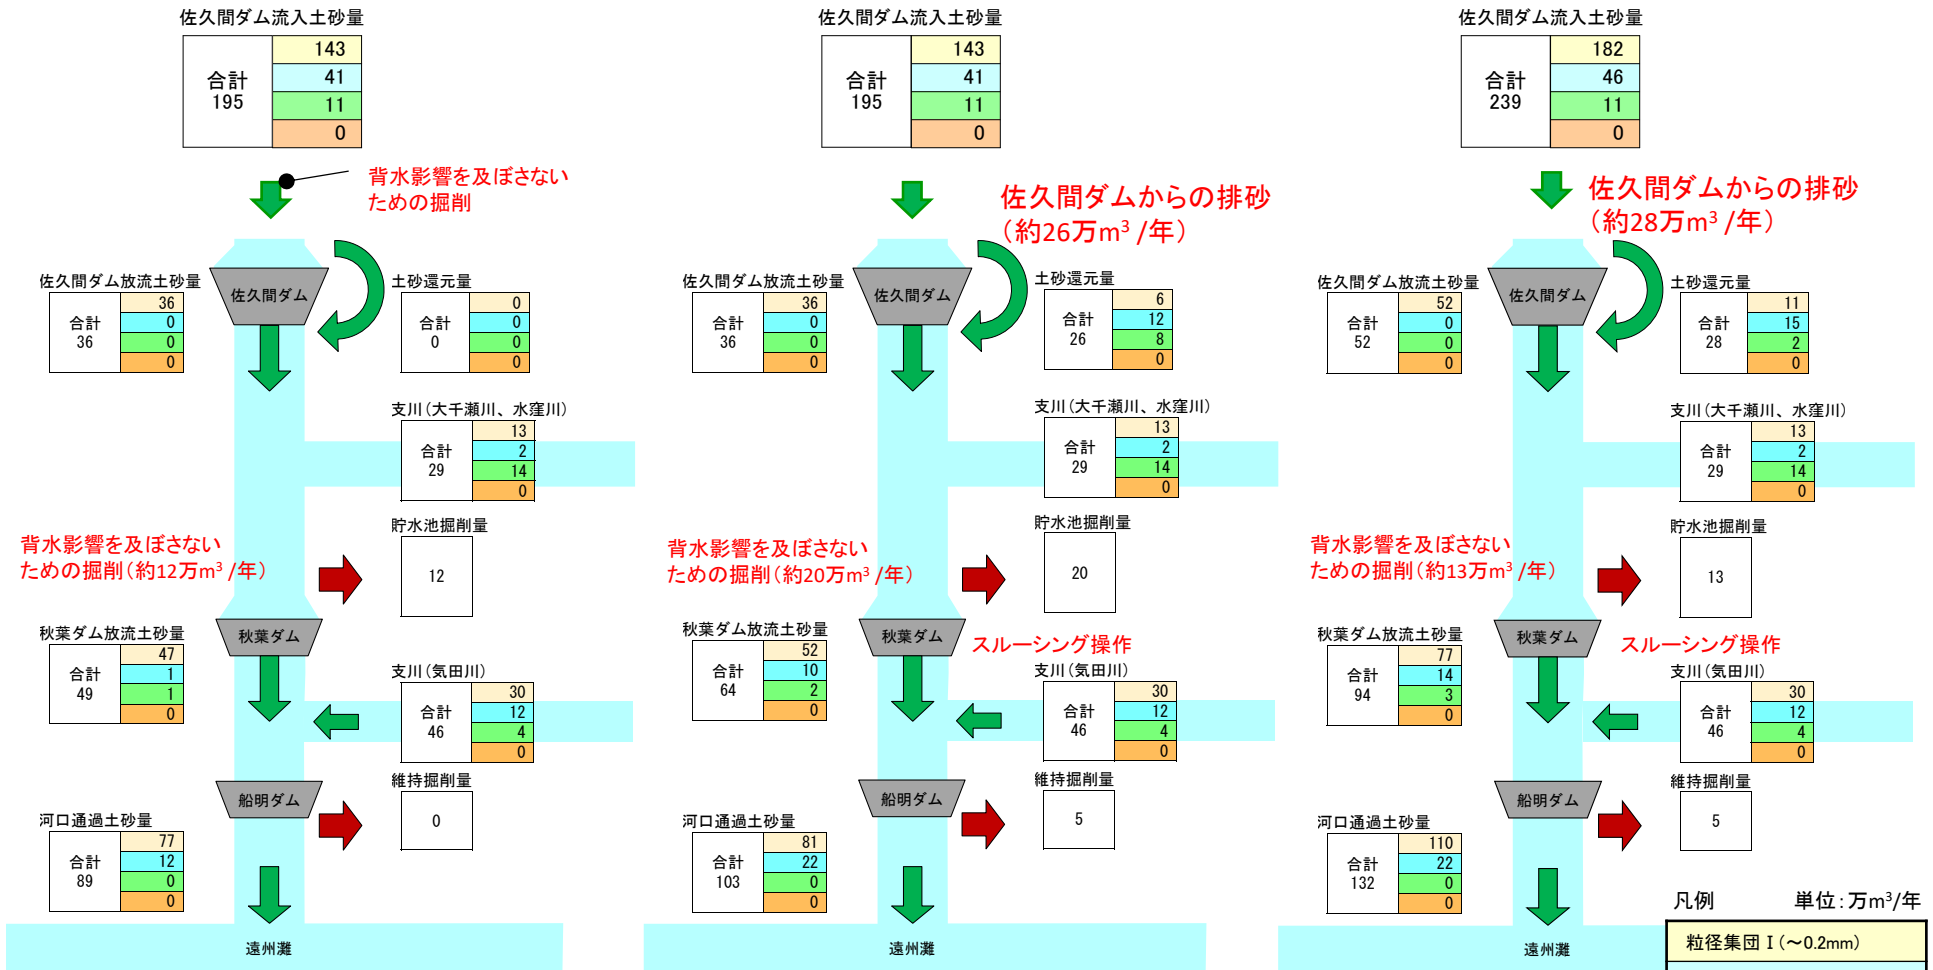 佐久間ダム流入土砂量
合計
195
143
41
11
0
背水影響を及ぼさない
ための掘削
佐久間ダム放流土砂量
合計
36
36
0
0
0
佐久間ダム
土砂還元量
合計
0
0
0
0
0
支川(大千瀬川、水窪川)
合計
29
13
2
14
0
背水影響を及ぼさない
ための掘削(約12万m³/年)
貯水池掘削量
12
秋葉ダム放流土砂量
合計
49
47
1
1
0
秋葉ダム
支川(気田川)
合計
46
30
12
4
0
船明ダム
維持掘削量
0
河口通過土砂量
合計
89
77
12
0
0
遠州灘
佐久間ダム流入土砂量
合計
195
143
41
11
0
佐久間ダムからの排砂
(約26万m³/年)
佐久間ダム放流土砂量
合計
36
36
0
0
0
佐久間ダム
土砂還元量
合計
26
6
12
8
0
支川(大千瀬川、水窪川)
合計
29
13
2
14
0
背水影響を及ぼさない
ための掘削(約20万m³/年)
貯水池掘削量
20
秋葉ダム放流土砂量
合計
64
52
10
2
0
秋葉ダム
スルーシング操作
支川(気田川)
合計
46
30
12
4
0
船明ダム
維持掘削量
5
河口通過土砂量
合計
103
81
22
0
0
遠州灘
佐久間ダム流入土砂量
合計
239
182
46
11
0
佐久間ダムからの排砂
(約28万m³/年)
佐久間ダム放流土砂量
合計
52
52
0
0
0
佐久間ダム
土砂還元量
合計
28
11
15
2
0
支川(大千瀬川、水窪川)
合計
29
13
2
14
0
背水影響を及ぼさない
ための掘削(約13万m³/年)
貯水池掘削量
13
秋葉ダム放流土砂量
合計
94
77
14
3
0
秋葉ダム
スルーシング操作
支川(気田川)
合計
46
30
12
4
0
船明ダム
維持掘削量
5
河口通過土砂量
合計
132
110
22
0
0
遠州灘
凡例 単位:万m³/年
粒径集団Ⅰ(～0.2mm)